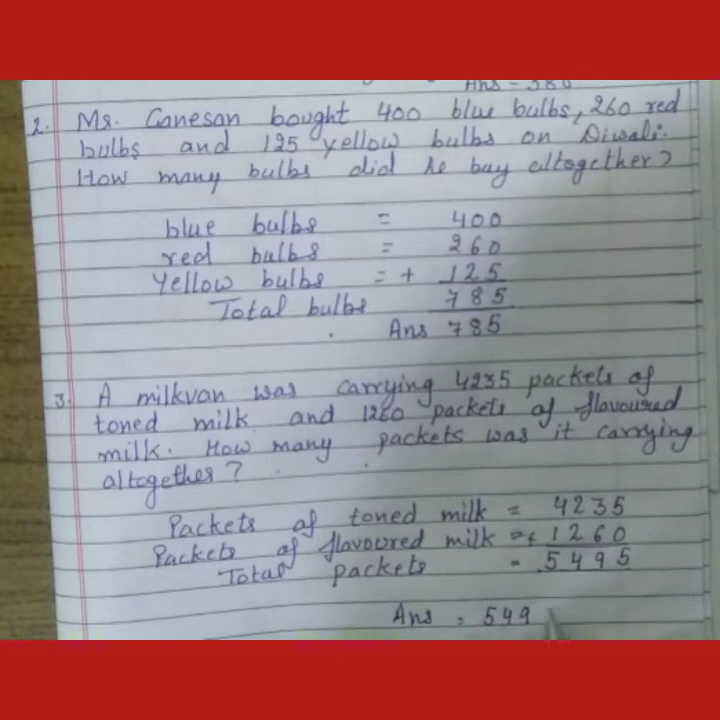 Ans - 380
2. Mr. Ganesan bought 400 blue bulbs, 260 red
bulbs and 125 yellow bulbs on Diwali.
How many bulbs did he buy altogether?
blue bulbs = 400
red bulbs = 260
Yellow bulbs = + 125
Total bulbs 785
Ans 785
3. A milkvan was carrying 4235 packets of
toned milk and 1260 packets of flavoured
milk. How many packets was it carrying
altogether?
Packets of toned milk = 4235
Packets of flavoured milk = + 1260
Total packets = 5495
Ans = 549